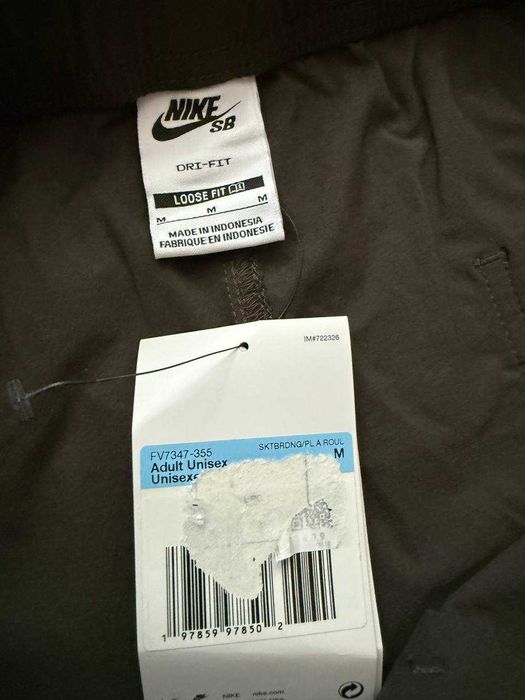 NIKE
SB
DRI-FIT
LOOSE FIT
M M M
MADE IN INDONESIA
FABRIQUE EN INDONESIE
IM#722326
SKTBRDNG/PL A ROUL
FV7347-355 M
Adult Unisex
1 97859 97850 2
NIKE nike.com